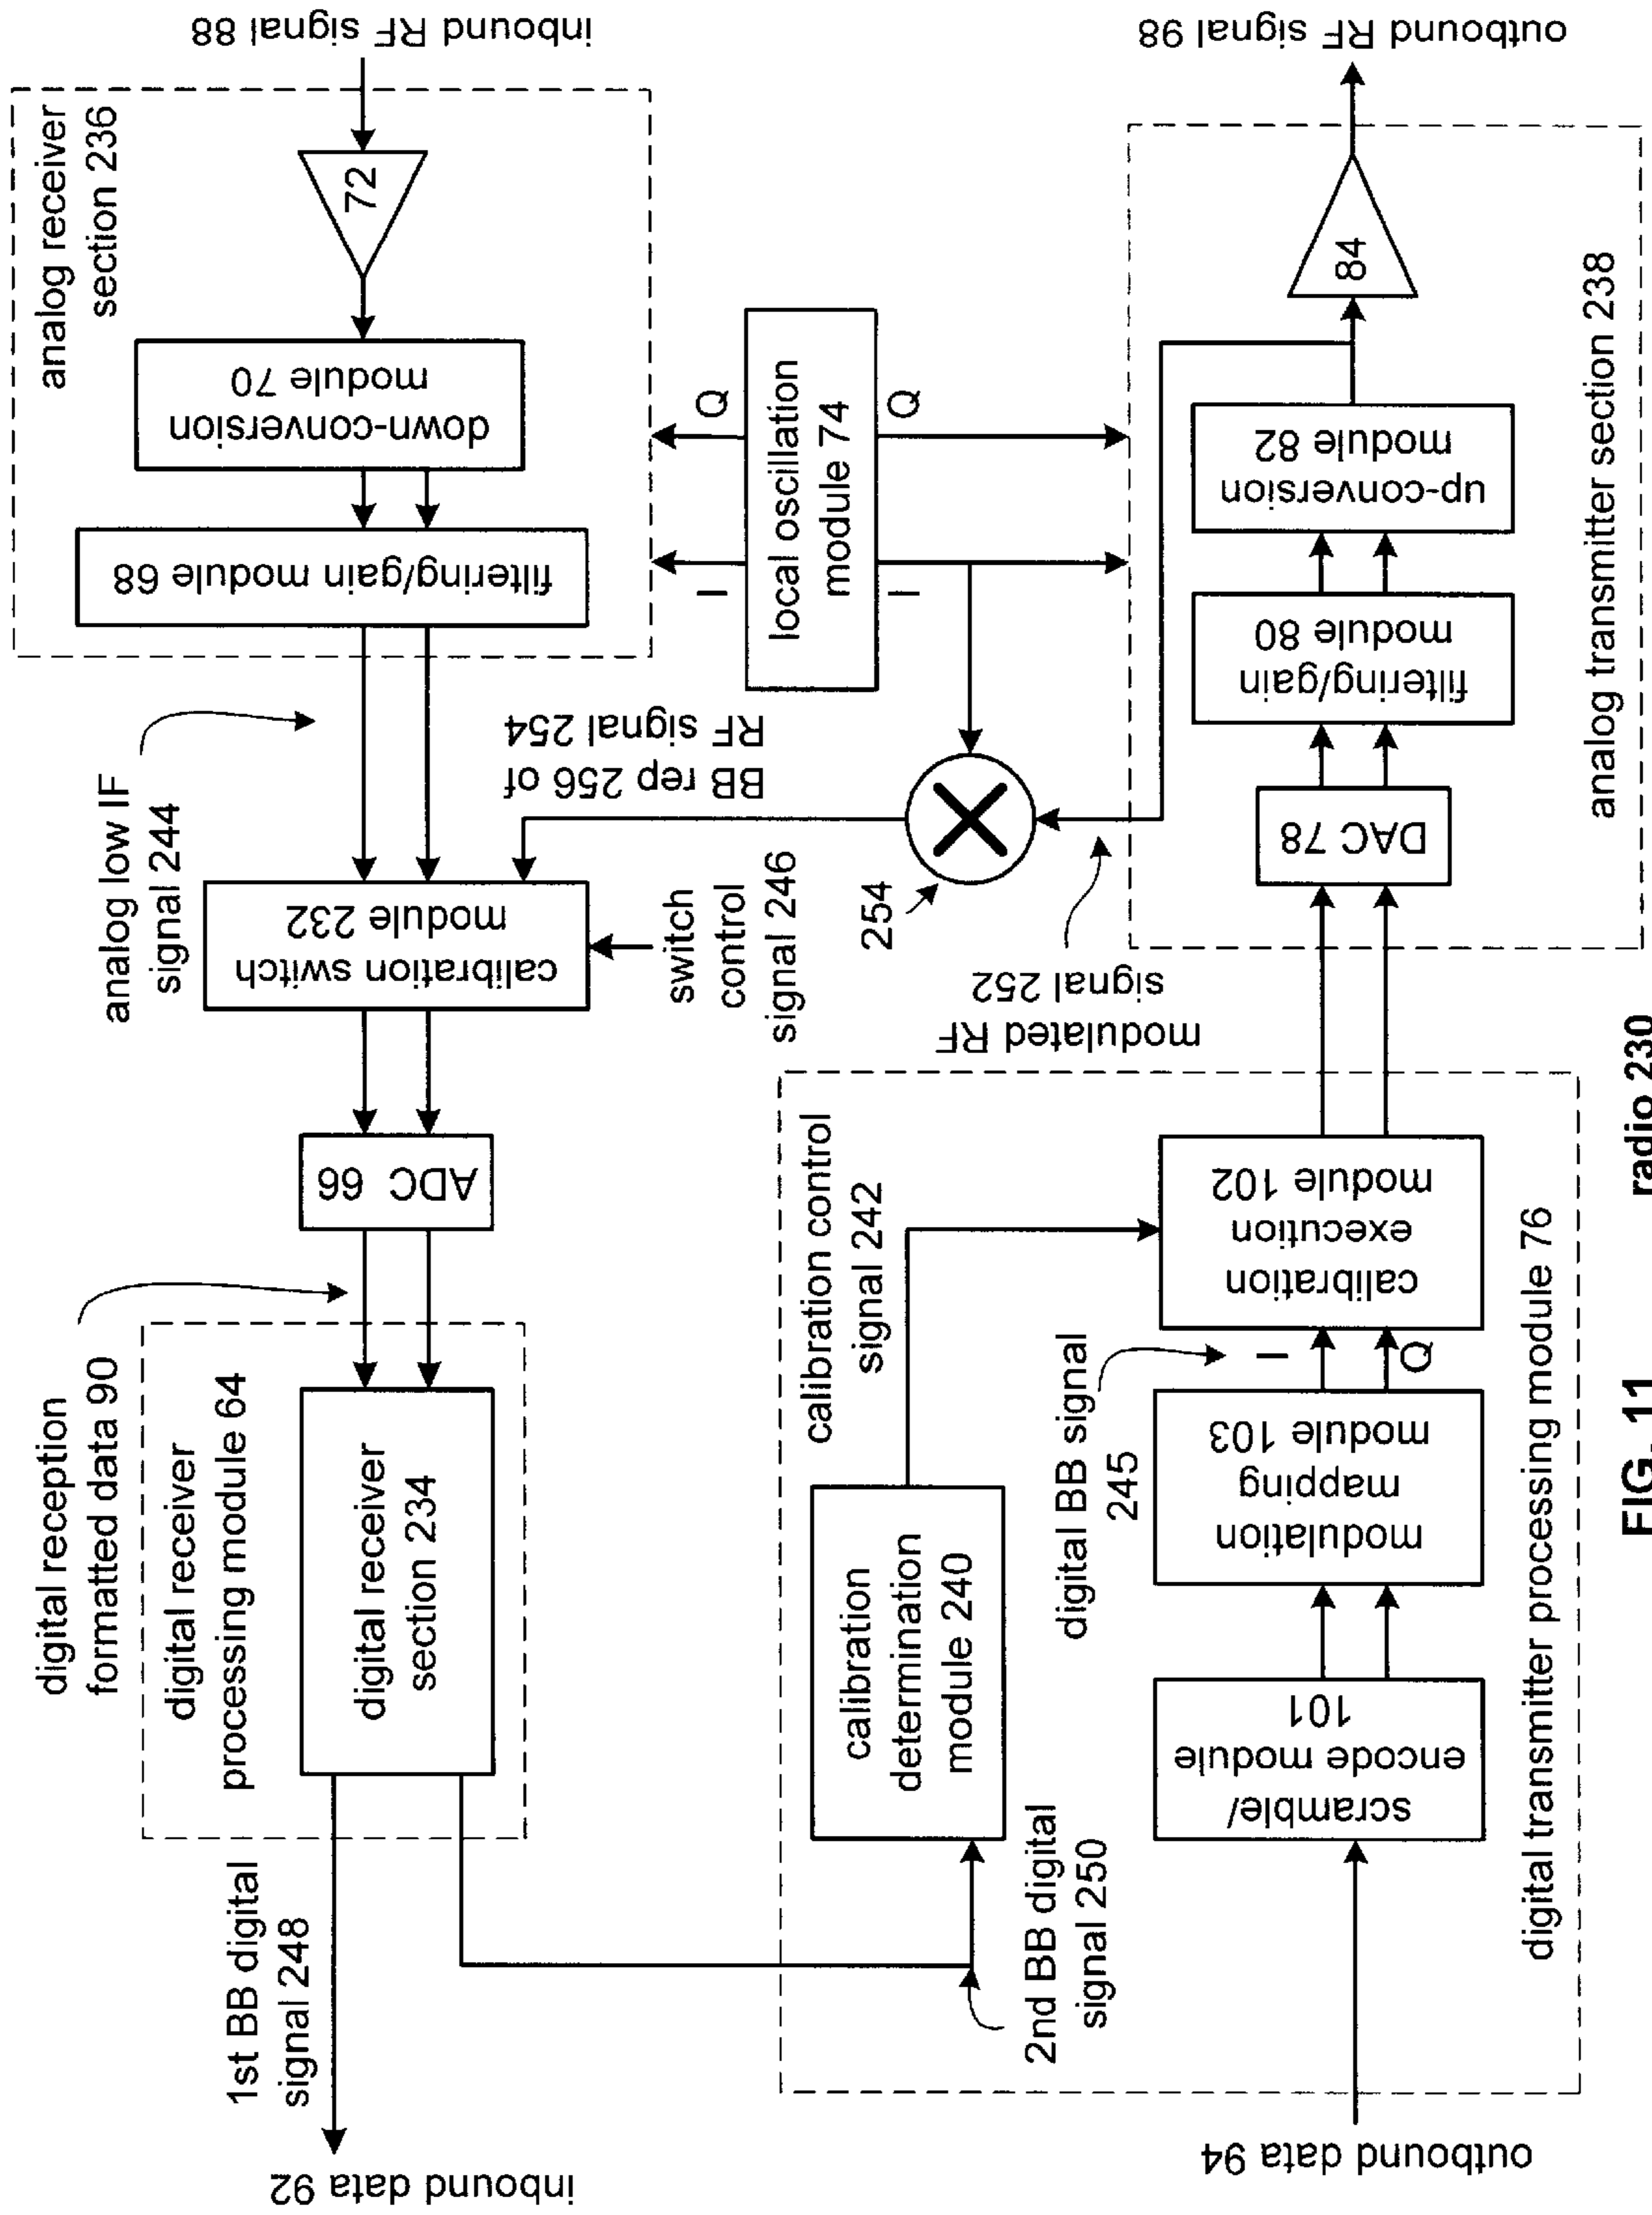 inbound RF signal 88
outbound RF signal 98
analog receiver
section 236
72
down-conversion
module 70
filtering/gain module 68
Q
I
local oscillation
module 74
Q
I
84
up-conversion
module 82
filtering/gain
module 80
DAC 78
analog transmitter section 238
analog low IF
signal 244
BB rep 256 of
RF signal 254
calibration switch
module 232
switch
control
signal 246
254
modulated RF
signal 252
ADC 66
digital reception
formatted data 90
digital receiver
processing module 64
digital receiver
section 234
calibration control
signal 242
calibration
execution
module 102
I
Q
digital BB signal
245
modulation
mapping
module 103
calibration
determination
module 240
scramble/
encode module
101
digital transmitter processing module 76
1st BB digital
signal 248
2nd BB digital
signal 250
inbound data 92
outbound data 94
FIG. 11
radio 230